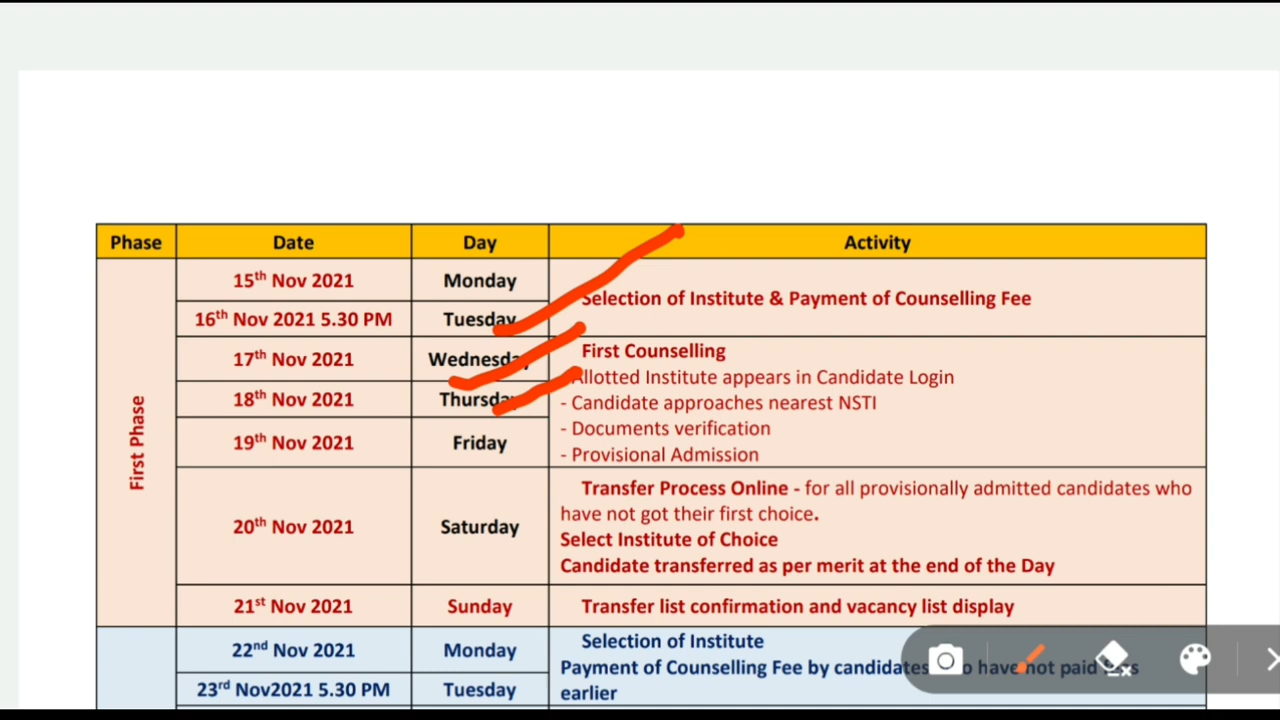 Phase Date Day Activity
First Phase
15th Nov 2021 Monday
Selection of Institute & Payment of Counselling Fee
16th Nov 2021 5.30 PM Tuesday
17th Nov 2021 Wednesday
First Counselling
- Allotted Institute appears in Candidate Login
18th Nov 2021 Thursday
- Candidate approaches nearest NSTI
- Documents verification
19th Nov 2021 Friday
- Provisional Admission
20th Nov 2021 Saturday
Transfer Process Online - for all provisionally admitted candidates who
have not got their first choice.
Select Institute of Choice
Candidate transferred as per merit at the end of the Day
21st Nov 2021 Sunday Transfer list confirmation and vacancy list display
22nd Nov 2021 Monday
Selection of Institute
Payment of Counselling Fee by candidates have not paid
23rd Nov2021 5.30 PM Tuesday
earlier